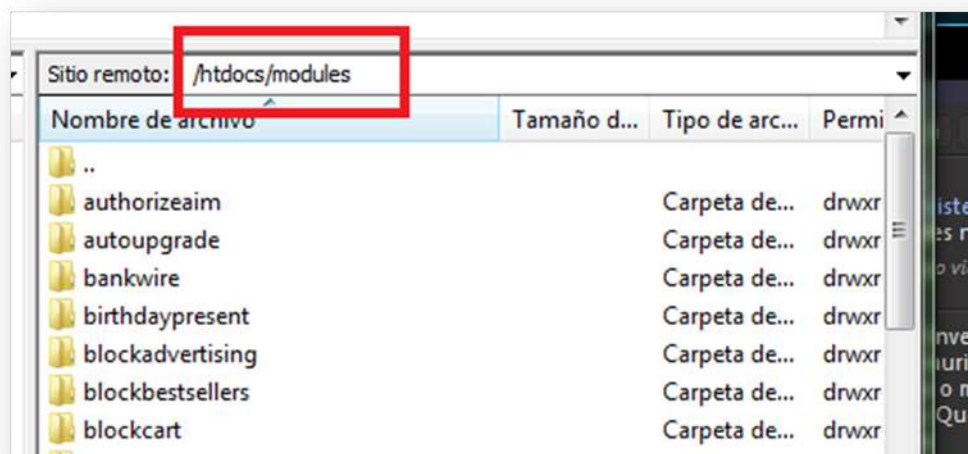 Sitio remoto: /htdocs/modules
Nombre de archivo Tamaño d... Tipo de arc... Permi
..
authorizeaim Carpeta de... drwxr
autoupgrade Carpeta de... drwxr
bankwire Carpeta de... drwxr
birthdaypresent Carpeta de... drwxr
blockadvertising Carpeta de... drwxr
blockbestsellers Carpeta de... drwxr
blockcart Carpeta de... drwxr